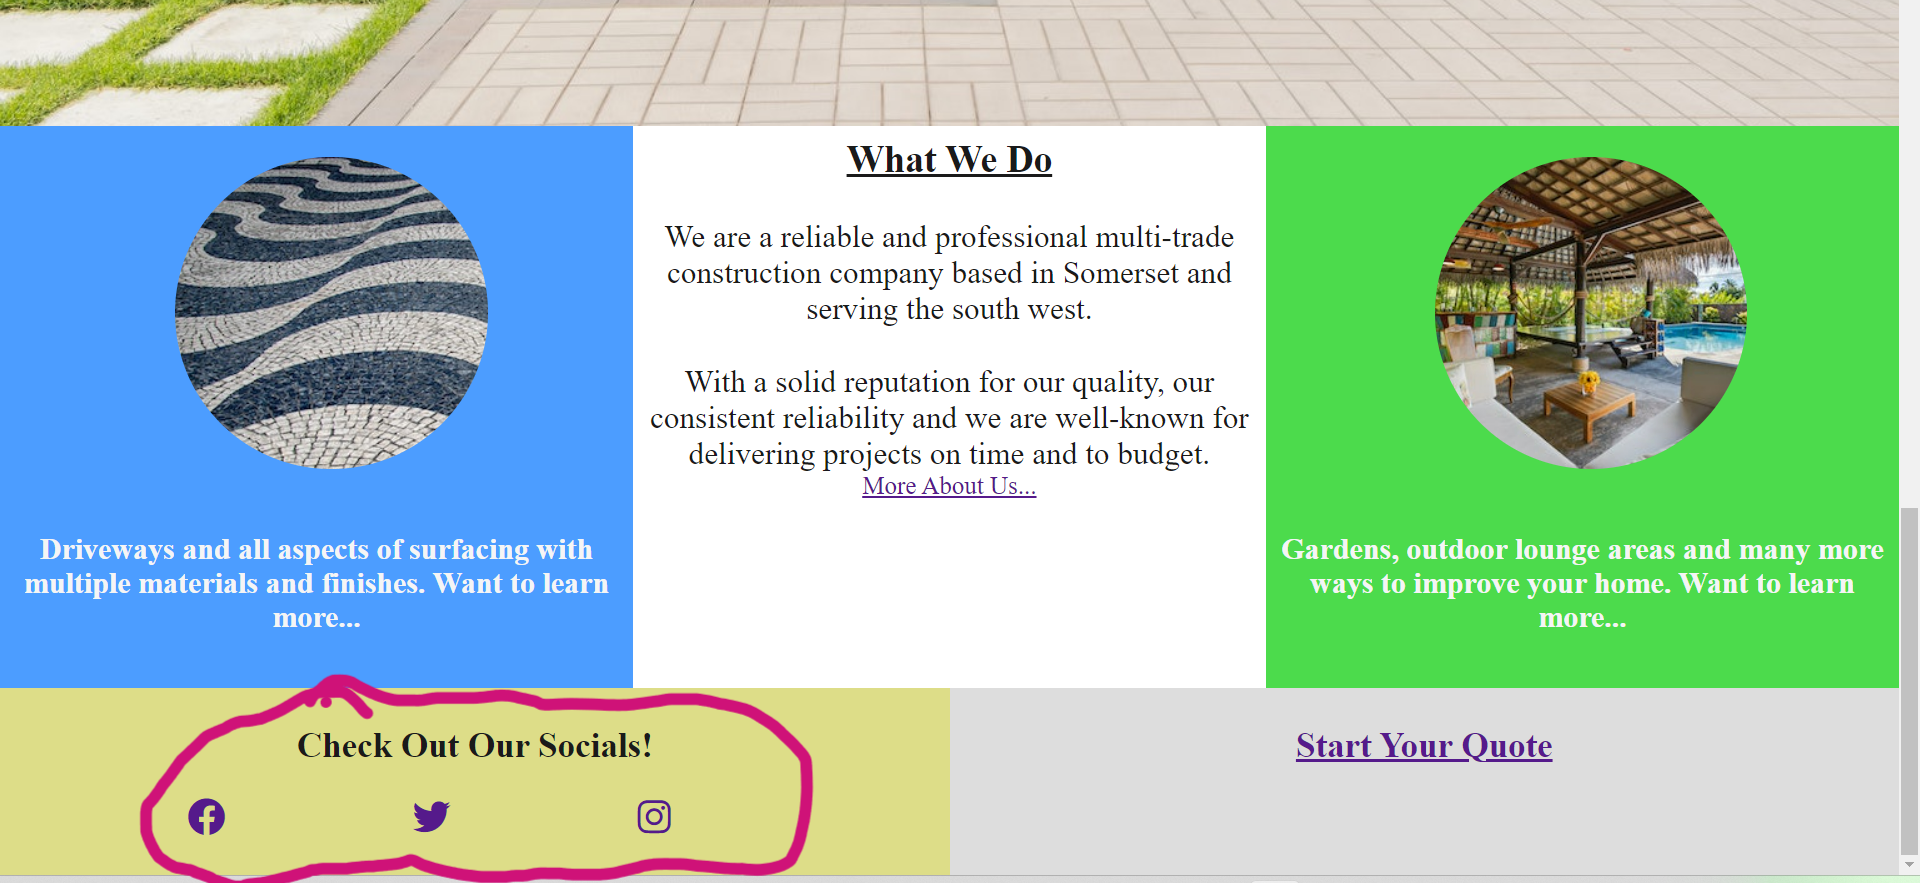 What We Do
We are a reliable and professional multi-trade
construction company based in Somerset and
serving the south west.
With a solid reputation for our quality, our
consistent reliability and we are well-known for
delivering projects on time and to budget.
More About Us...
Driveways and all aspects of surfacing with
multiple materials and finishes. Want to learn
more...
Gardens, outdoor lounge areas and many more
ways to improve your home. Want to learn
more...
Check Out Our Socials!
Start Your Quote